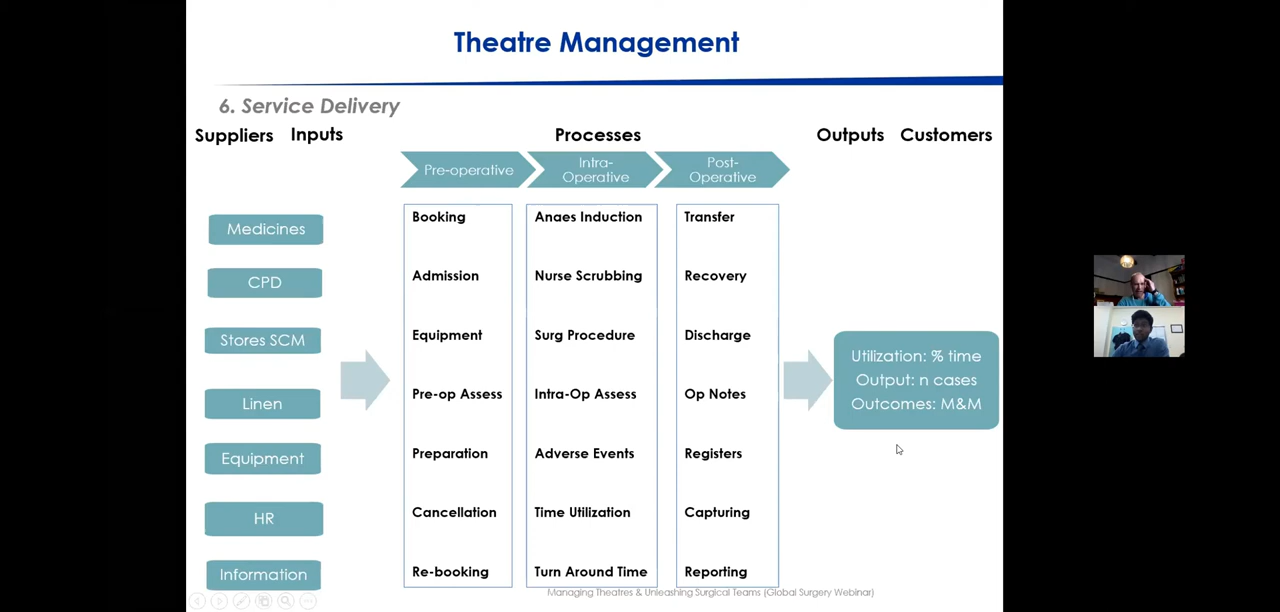 Theatre Management
6. Service Delivery
Suppliers Inputs Processes Outputs Customers
Pre-operative
Intra-
Operative
Post-
Operative
Medicines
CPD
Stores SCM
Linen
Equipment
HR
Information
Booking
Admission
Equipment
Pre-op Assess
Preparation
Cancellation
Re-booking
Anaes Induction
Nurse Scrubbing
Surg Procedure
Intra-Op Assess
Adverse Events
Time Utilization
Turn Around Time
Transfer
Recovery
Discharge
Op Notes
Registers
Capturing
Reporting
Utilization: % time
Output: n cases
Outcomes: M&M
Managing Theatres & Unleashing Surgical Teams (Global Surgery Webinar)